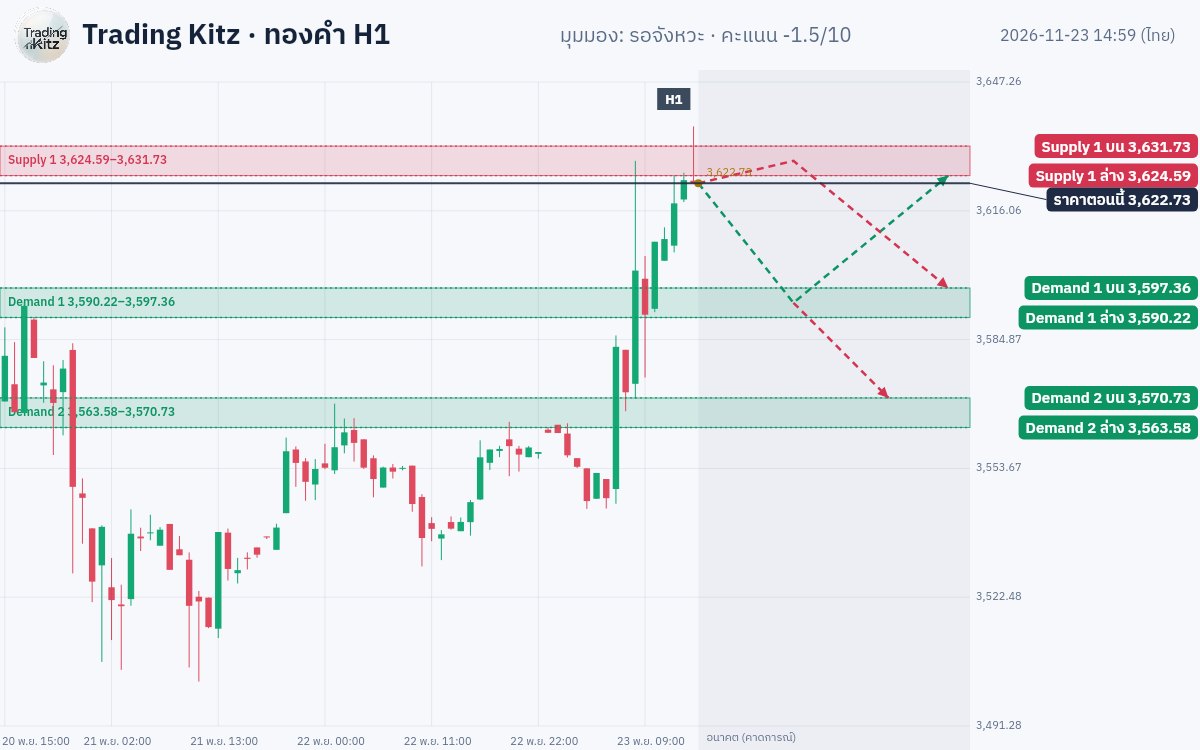 Trading Kitz
Trading Kitz · ทองคำ H1
มุมมอง: รอจังหวะ · คะแนน -1.5/10
2026-11-23 14:59 (ไทย)
3,647.26
H1
Supply 1 บน 3,631.73
Supply 1 3,624.59–3,631.73
3,622.73
Supply 1 ล่าง 3,624.59
ราคาตอนนี้ 3,622.73
3,616.06
Demand 1 บน 3,597.36
Demand 1 3,590.22–3,597.36
Demand 1 ล่าง 3,590.22
3,584.87
Demand 2 บน 3,570.73
Demand 2 3,563.58–3,570.73
Demand 2 ล่าง 3,563.58
3,553.67
3,522.48
3,491.28
20 พ.ย. 15:00
21 พ.ย. 02:00
21 พ.ย. 13:00
22 พ.ย. 00:00
22 พ.ย. 11:00
22 พ.ย. 22:00
23 พ.ย. 09:00
อนาคต (คาดการณ์)